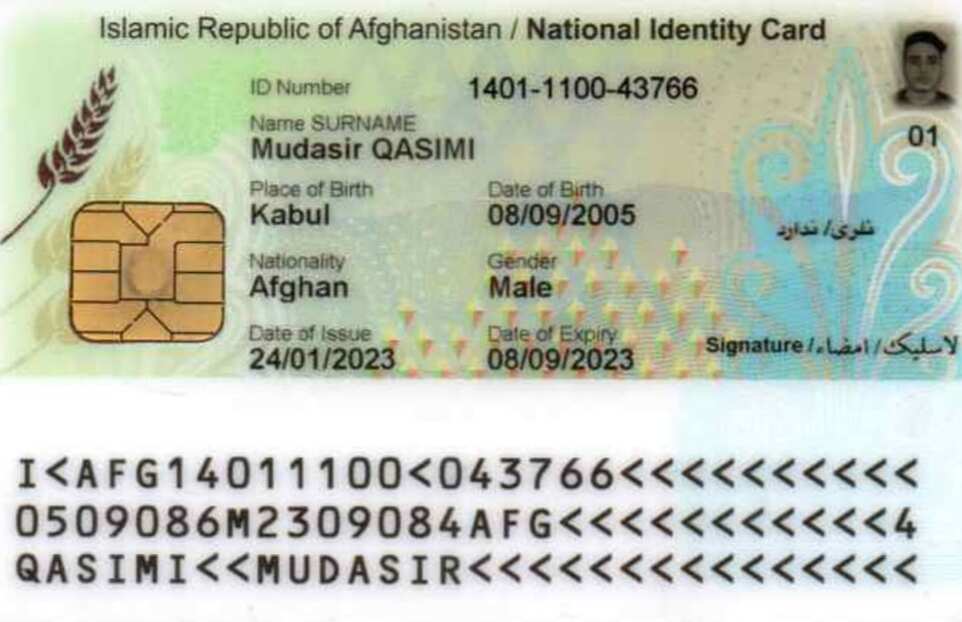 Islamic Republic of Afghanistan / National Identity Card
ID Number 1401-1100-43766
01
Name SURNAME
Mudasir QASIMI
Place of Birth Date of Birth
Kabul 08/09/2005
نلری/ ندارد
Nationality Gender
Afghan Male
Date of Issue Date of Expiry
24/01/2023 08/09/2023
Signature / امضاء / لاسلیک
I<AFG14011100<043766<<<<<<<<<<
0509086M2309084AFG<<<<<<<<<<<4
QASIMI<<MUDASIR<<<<<<<<<<<<<<<